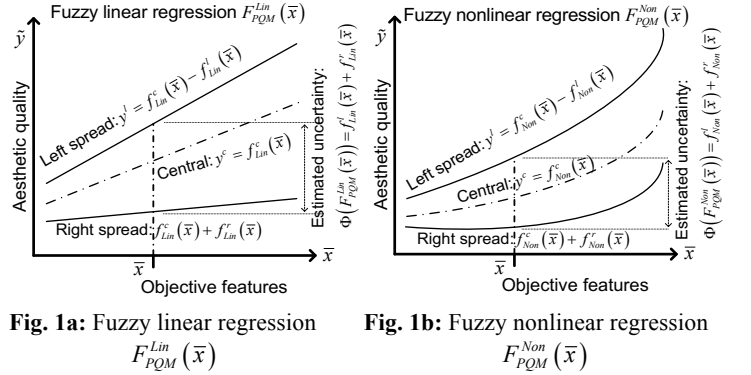 Fuzzy linear regression F_{PQM}^{Lin}(x̅)
ỹ
Aesthetic quality
Left spread: y^l = f_{Lin}^c(x̅) − f_{Lin}^l(x̅)
Central: y^c = f_{Lin}^c(x̅)
Right spread: f_{Lin}^c(x̅) + f_{Lin}^r(x̅)
Estimated uncertainty:
Φ(F_{PQM}^{Lin}(x̅)) = f_{Lin}^l(x̅) + f_{Lin}^r(x̅)
x̅
x̅
Objective features
Fig. 1a: Fuzzy linear regression
F_{PQM}^{Lin}(x̅)
Fuzzy nonlinear regression F_{PQM}^{Non}(x̅)
ỹ
Aesthetic quality
Left spread: y^l = f_{Non}^c(x̅) − f_{Non}^l(x̅)
Central: y^c = f_{Non}^c(x̅)
Right spread: f_{Non}^c(x̅) + f_{Non}^r(x̅)
Estimated uncertainty:
Φ(F_{PQM}^{Non}(x̅)) = f_{Non}^l(x̅) + f_{Non}^r(x̅)
x̅
x̅
Objective features
Fig. 1b: Fuzzy nonlinear regression
F_{PQM}^{Non}(x̅)